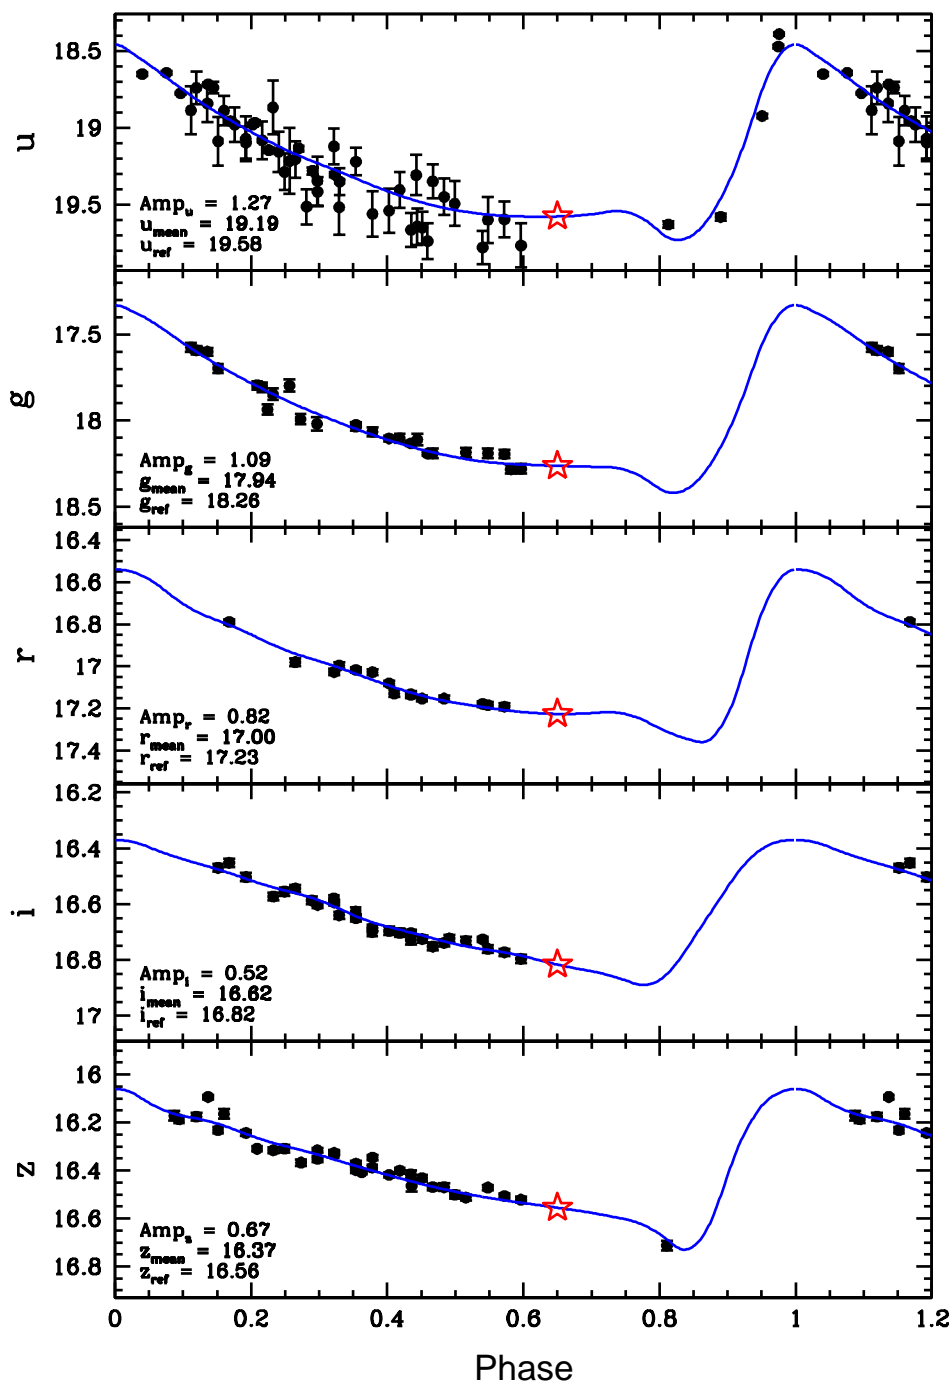 18.5
19
19.5
u
Amp_u = 1.27
u_mean = 19.19
u_ref = 19.58
17.5
18
18.5
g
Amp_g = 1.09
g_mean = 17.94
g_ref = 18.26
16.4
16.6
16.8
17
17.2
17.4
r
Amp_r = 0.82
r_mean = 17.00
r_ref = 17.23
16.2
16.4
16.6
16.8
17
i
Amp_i = 0.52
i_mean = 16.62
i_ref = 16.82
16
16.2
16.4
16.6
16.8
z
Amp_z = 0.67
z_mean = 16.37
z_ref = 16.56
0 0.2 0.4 0.6 0.8 1 1.2
Phase